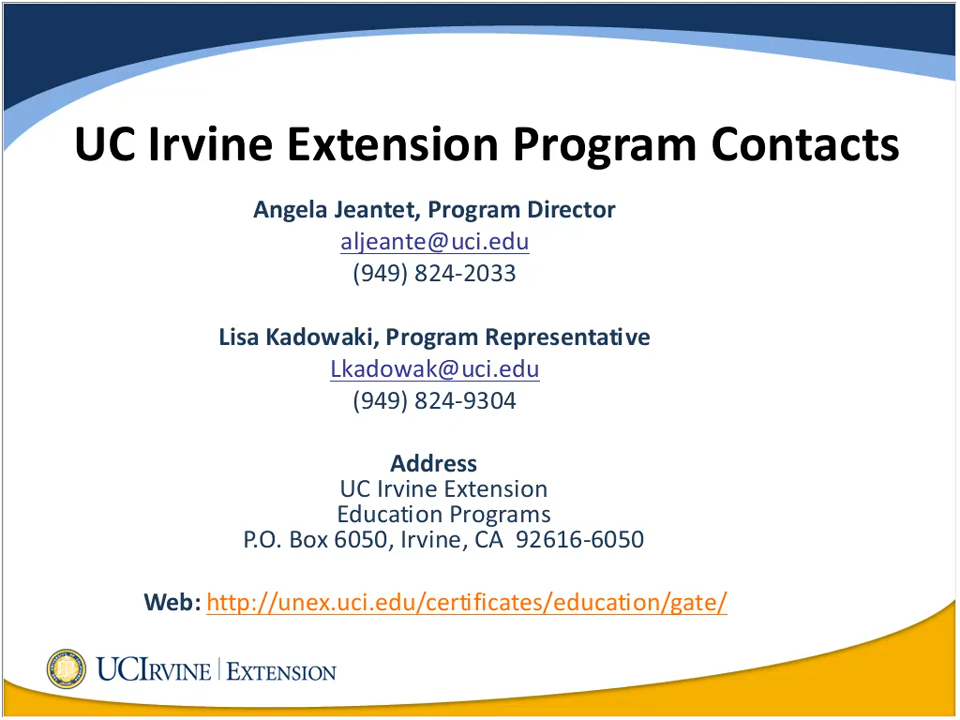 UC Irvine Extension Program Contacts
Angela Jeantet, Program Director
aljeante@uci.edu
(949) 824-2033
Lisa Kadowaki, Program Representative
Lkadowak@uci.edu
(949) 824-9304
Address
UC Irvine Extension
Education Programs
P.O. Box 6050, Irvine, CA  92616-6050
Web: http://unex.uci.edu/certificates/education/gate/
UCIRVINE | EXTENSION